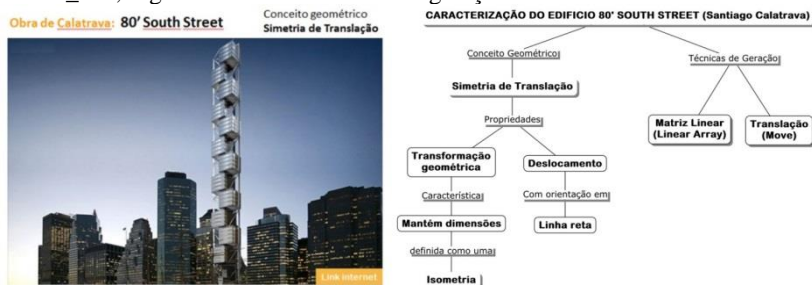 Obra de Calatrava: 80' South Street
Conceito geométrico
Simetria de Translação
Link Internet
CARACTERIZAÇÃO DO EDIFICIO 80' SOUTH STREET (Santiago Calatrava)
Conceito Geométrico
Técnicas de Geração
Simetria de Translação
Propriedades
Matriz Linear
(Linear Array)
Translação
(Move)
Transformação
geométrica
Deslocamento
Característica
Com orientação em
Mantém dimensões
Linha reta
definida como uma
Isometria